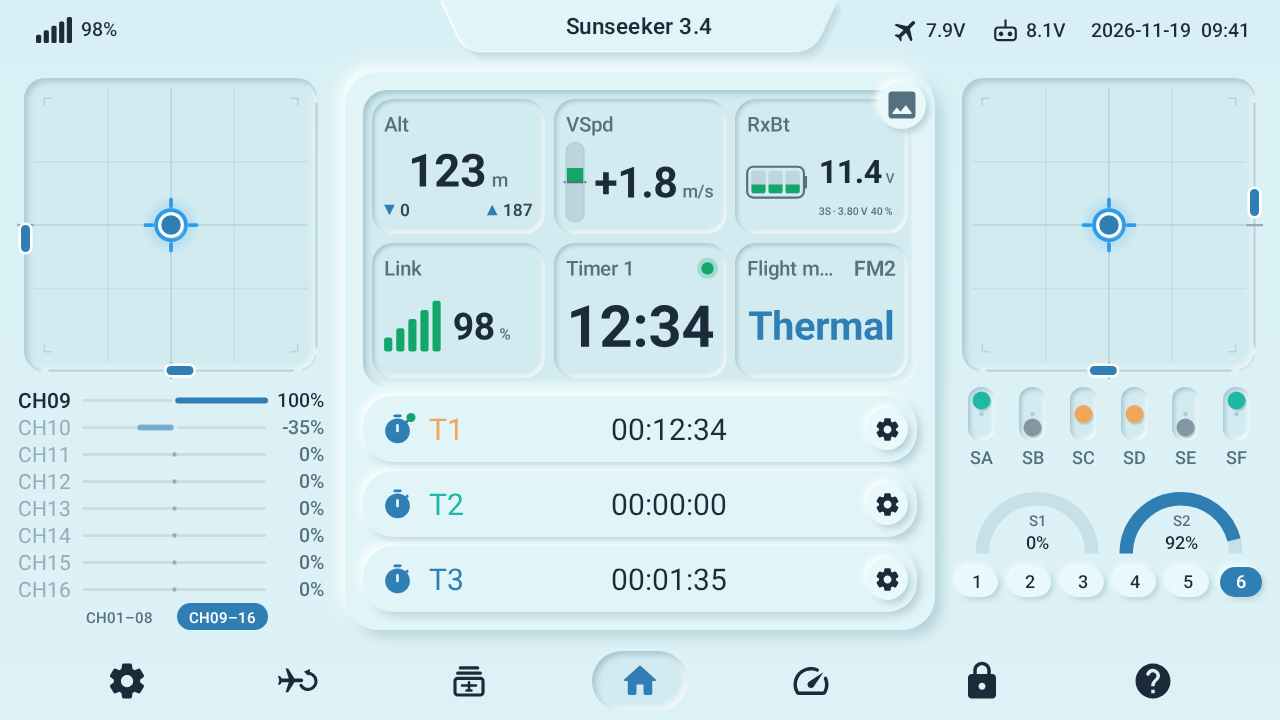 98%
Sunseeker 3.4
7.9V
8.1V
2026-11-19 09:41
Alt
123 m
0
187
VSpd
+1.8 m/s
RxBt
11.4 V
3S · 3.80 V 40 %
Link
98 %
Timer 1
12:34
Flight m... FM2
Thermal
T1 00:12:34
T2 00:00:00
T3 00:01:35
CH09 100%
CH10 -35%
CH11 0%
CH12 0%
CH13 0%
CH14 0%
CH15 0%
CH16 0%
CH01–08 CH09–16
SA SB SC SD SE SF
S1
0%
S2
92%
1 2 3 4 5 6